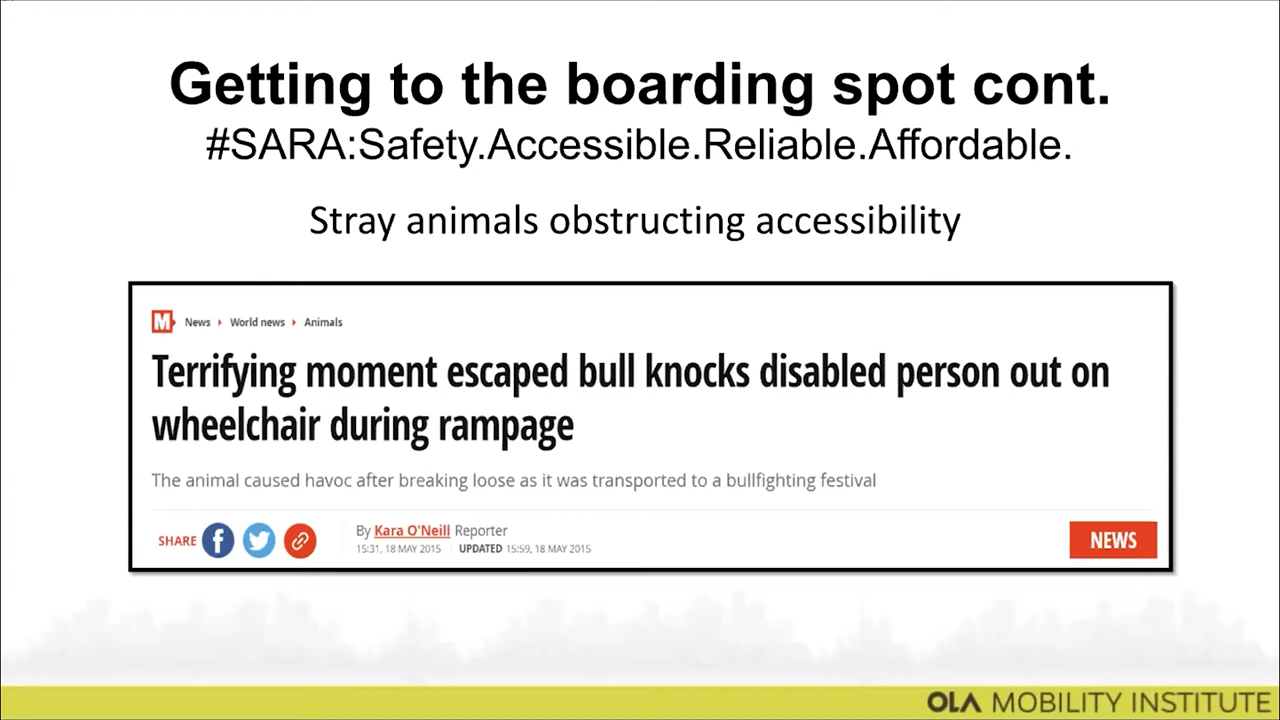 Getting to the boarding spot cont.
#SARA:Safety.Accessible.Reliable.Affordable.
Stray animals obstructing accessibility
M News Worldnews Animals
Terrifying moment escaped bull knocks disabled person out on
wheelchair during rampage
The animal caused havoc after breaking loose as it was transported to a bullfighting festival
SHARE
By Kara O'Neill Reporter
15:31, 18 MAY 2015 UPDATED 15:59, 18 MAY 2015
NEWS
OLA MOBILITY INSTITUTE